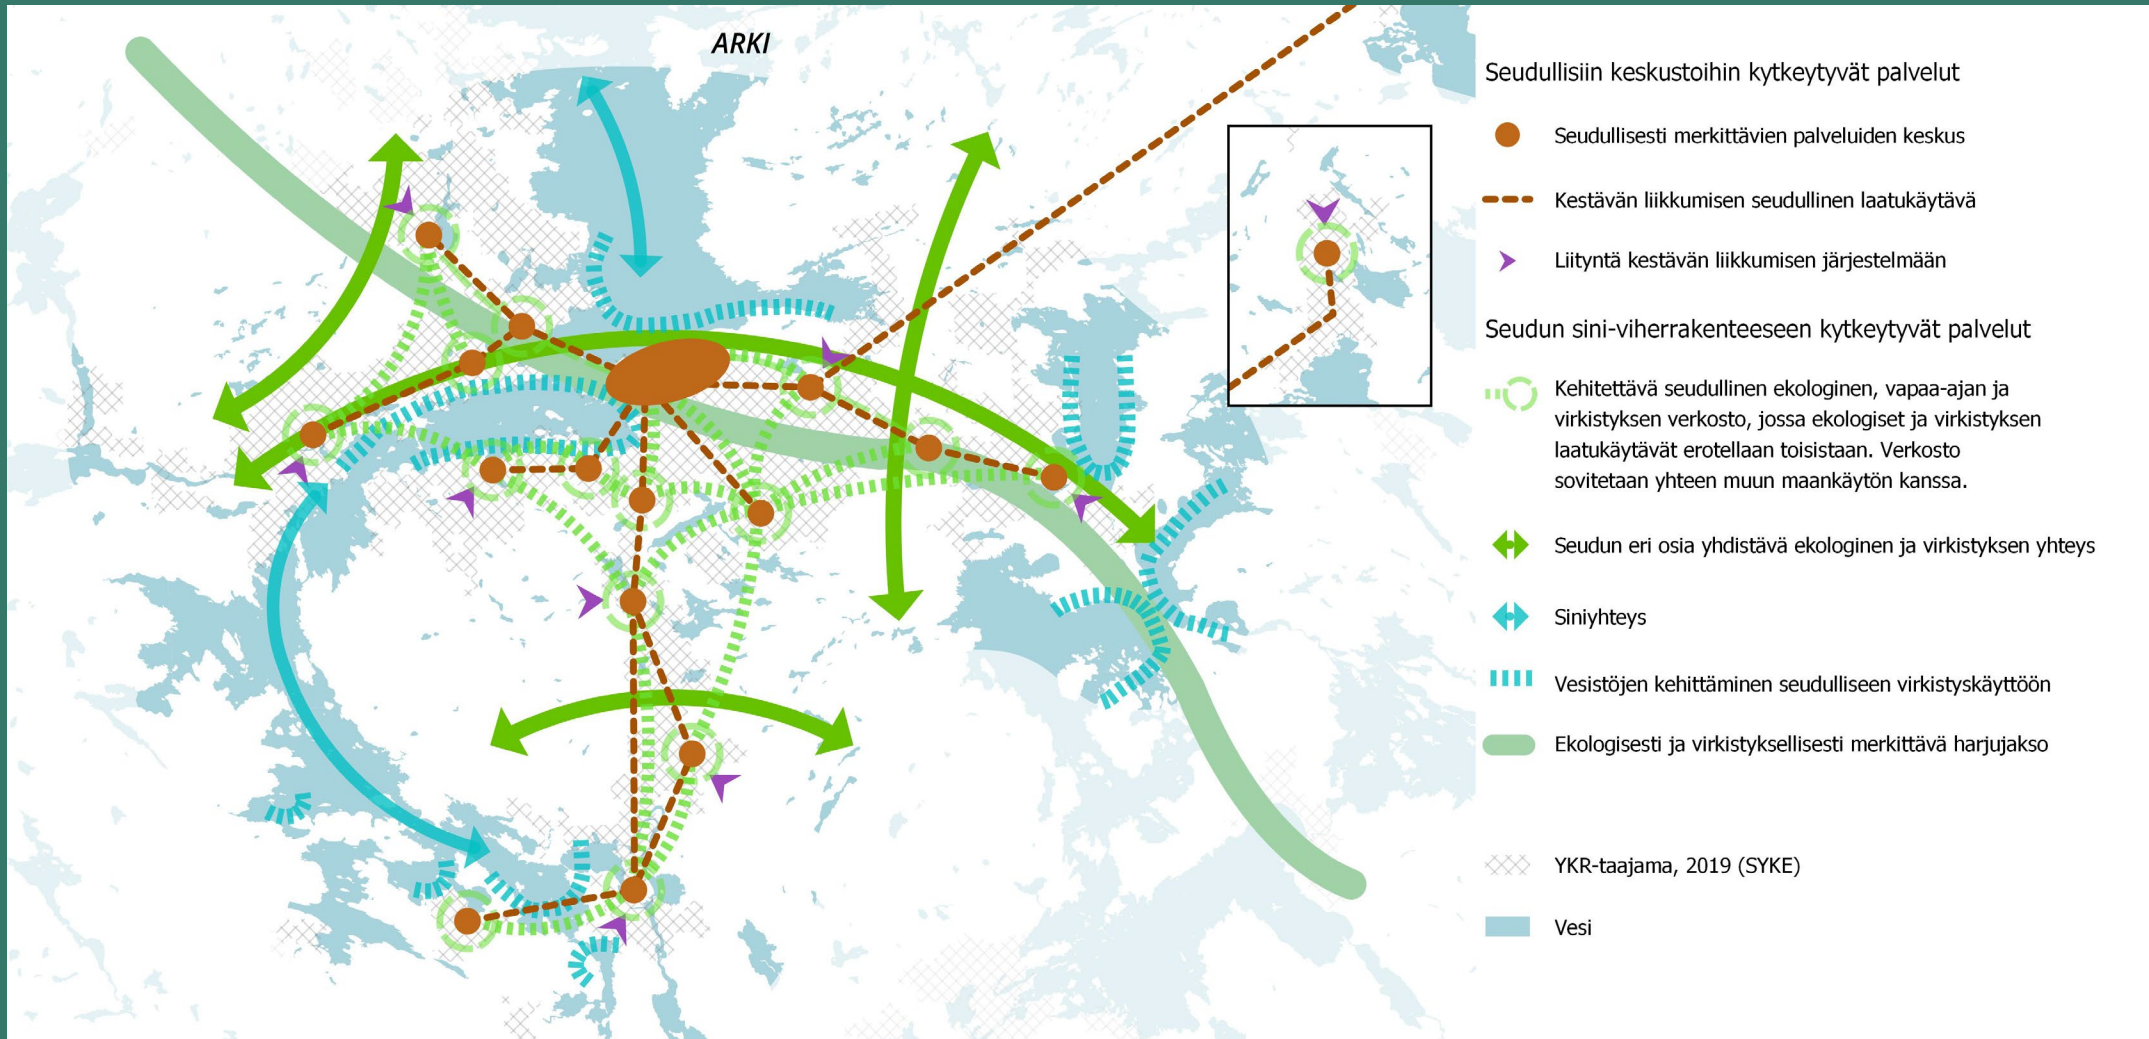 ARKI
Seudullisiin keskustoihin kytkeytyvät palvelut
Seudullisesti merkittävien palveluiden keskus
Kestävän liikkumisen seudullinen laatukäytävä
Liityntä kestävän liikkumisen järjestelmään
Seudun sini-viherrakenteeseen kytkeytyvät palvelut
Kehitettävä seudullinen ekologinen, vapaa-ajan ja
virkistyksen verkosto, jossa ekologiset ja virkistyksen
laatukäytävät erotellaan toisistaan. Verkosto
sovitetaan yhteen muun maankäytön kanssa.
Seudun eri osia yhdistävä ekologinen ja virkistyksen yhteys
Siniyhteys
Vesistöjen kehittäminen seudulliseen virkistyskäyttöön
Ekologisesti ja virkistyksellisesti merkittävä harjujakso
YKR-taajama, 2019 (SYKE)
Vesi